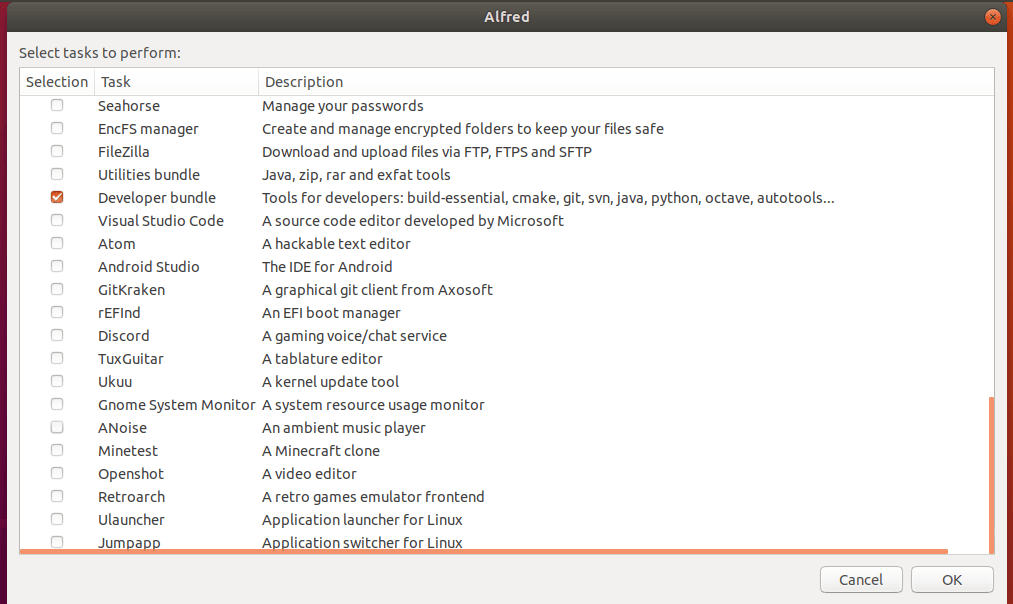 Alfred
Select tasks to perform:
Selection Task Description
Seahorse Manage your passwords
EncFS manager Create and manage encrypted folders to keep your files safe
FileZilla Download and upload files via FTP, FTPS and SFTP
Utilities bundle Java, zip, rar and exfat tools
Developer bundle Tools for developers: build-essential, cmake, git, svn, java, python, octave, autotools...
Visual Studio Code A source code editor developed by Microsoft
Atom A hackable text editor
Android Studio The IDE for Android
GitKraken A graphical git client from Axosoft
rEFInd An EFI boot manager
Discord A gaming voice/chat service
TuxGuitar A tablature editor
Ukuu A kernel update tool
Gnome System Monitor A system resource usage monitor
ANoise An ambient music player
Minetest A Minecraft clone
Openshot A video editor
Retroarch A retro games emulator frontend
Ulauncher Application launcher for Linux
Jumpapp Application switcher for Linux
Cancel OK